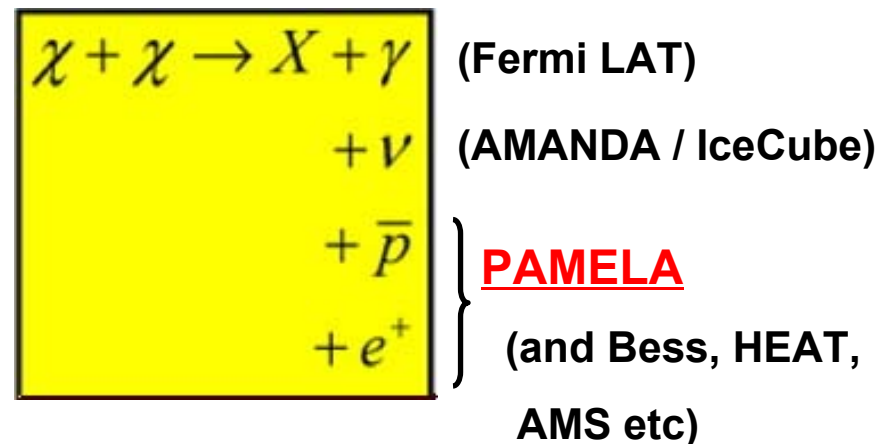 χ + χ → X + γ (Fermi LAT)
+ ν (AMANDA / IceCube)
+ p̅ PAMELA
+ e⁺ (and Bess, HEAT,
AMS etc)